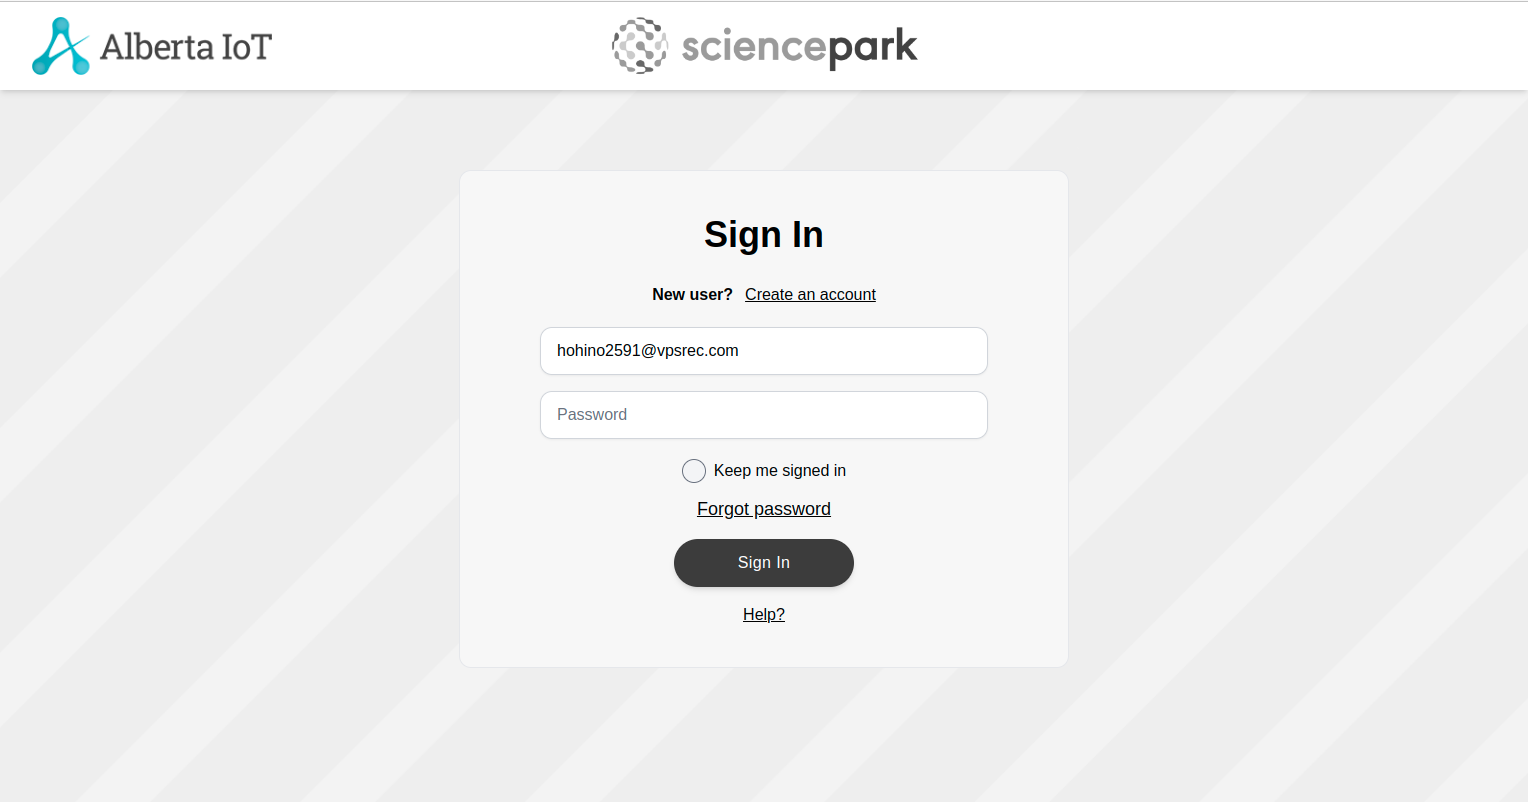 Alberta IoT
sciencepark
Sign In
New user? Create an account
hohino2591@vpsrec.com
Password
Keep me signed in
Forgot password
Sign In
Help?